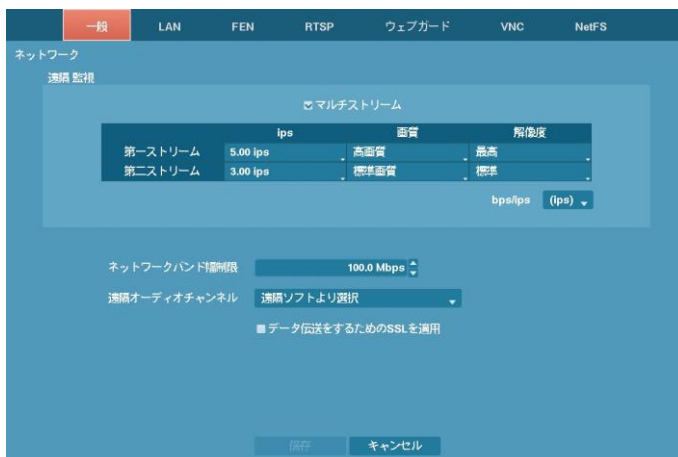 一般 LAN FEN RTSP ウェブガード VNC NetFS
ネットワーク
遠隔 監視
マルチストリーム
ips 画質 解像度
第一ストリーム 5.00 ips 高画質 最高
第二ストリーム 3.00 ips 標準画質 標準
bps/ips (ips)
ネットワークバンド幅制限 100.0 Mbps
遠隔オーディオチャンネル 遠隔ソフトより選択
データ伝送をするためのSSLを適用
保存 キャンセル